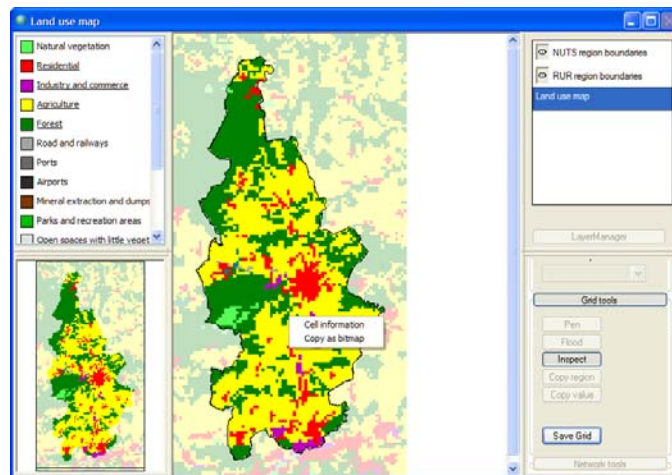 Land use map
Natural vegetation
Residential
Industry and commerce
Agriculture
Forest
Road and railways
Ports
Airports
Mineral extraction and dumps
Parks and recreation areas
Open spaces with little veget
Cell information
Copy as bitmap
NUTS region boundaries
RUR region boundaries
Land use map
LayerManager
Grid tools
Pen
Flood
Inspect
Copy region
Copy value
Save Grid
Network tools